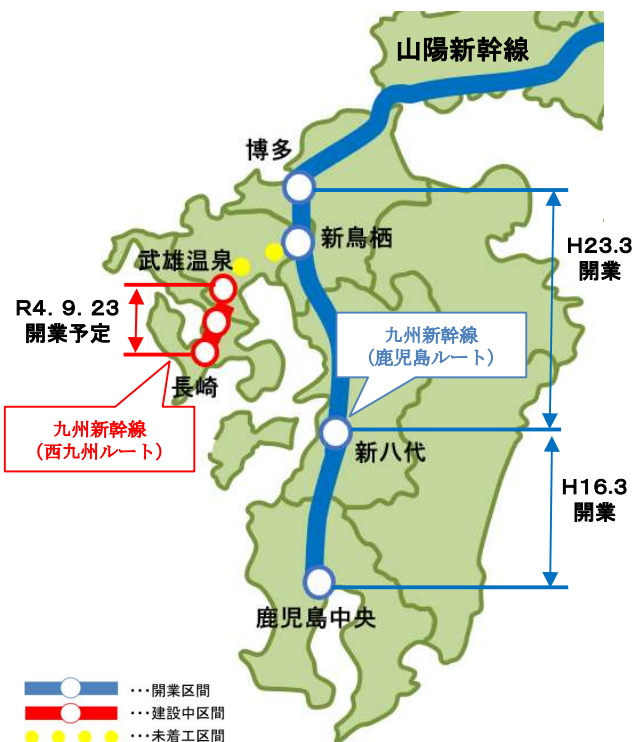 山陽新幹線
博多
新鳥栖
H23.3
開業
武雄温泉
R4. 9. 23
開業予定
九州新幹線
（鹿児島ルート）
長崎
九州新幹線
（西九州ルート）
新八代
H16.3
開業
鹿児島中央
･･･開業区間
･･･建設中区間
･･･未着工区間